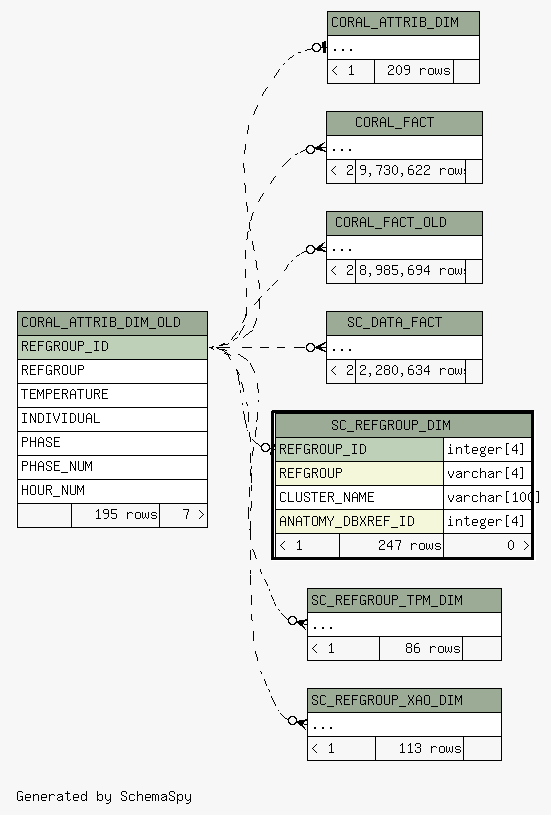 CORAL_ATTRIB_DIM
...
< 1 209 rows
CORAL_FACT
...
< 2 9,730,622 rows
CORAL_FACT_OLD
...
< 2 8,985,694 rows
CORAL_ATTRIB_DIM_OLD
REFGROUP_ID
REFGROUP
TEMPERATURE
INDIVIDUAL
PHASE
PHASE_NUM
HOUR_NUM
195 rows 7 >
SC_DATA_FACT
...
< 2 2,280,634 rows
SC_REFGROUP_DIM
REFGROUP_ID integer[4]
REFGROUP varchar[4]
CLUSTER_NAME varchar[100]
ANATOMY_DBXREF_ID integer[4]
< 1 247 rows 0 >
SC_REFGROUP_TPM_DIM
...
< 1 86 rows
SC_REFGROUP_XAO_DIM
...
< 1 113 rows
Generated by SchemaSpy